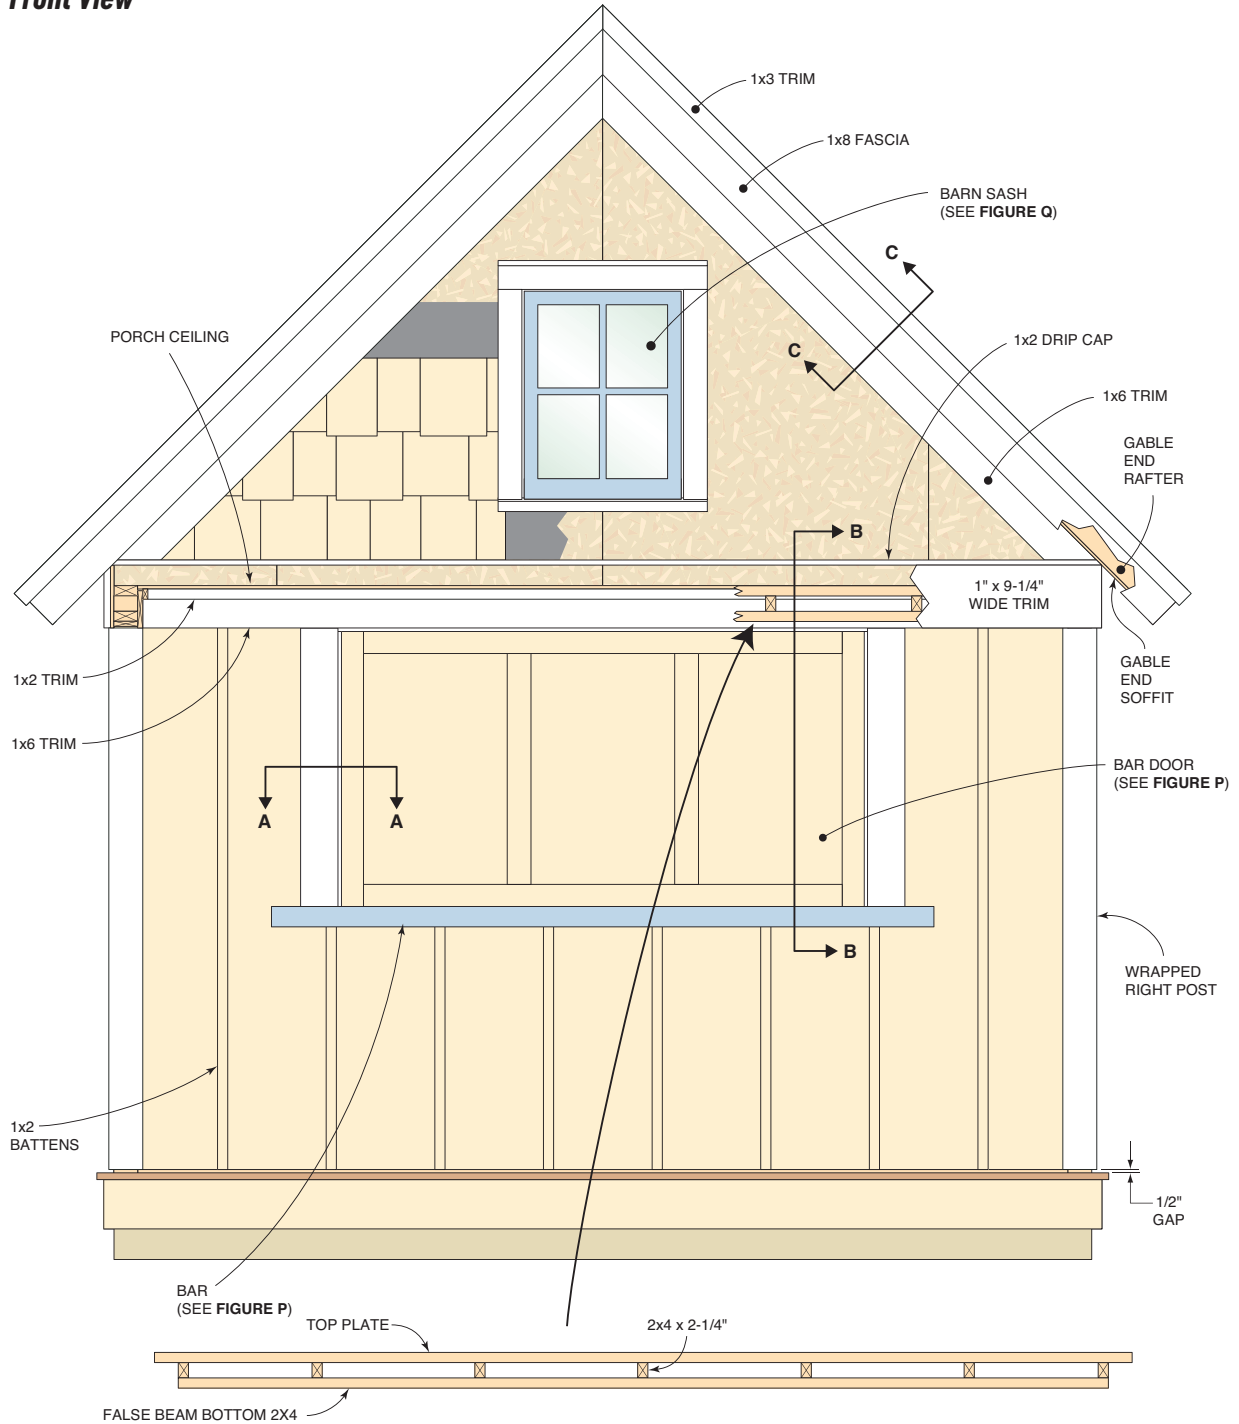 Front View
1x3 TRIM
1x8 FASCIA
BARN SASH
(SEE FIGURE Q)
C
PORCH CEILING
1x2 DRIP CAP
C
1x6 TRIM
GABLE
END
RAFTER
B
1" x 9-1/4"
WIDE TRIM
GABLE
END
SOFFIT
1x2 TRIM
1x6 TRIM
BAR DOOR
(SEE FIGURE P)
A
A
B
WRAPPED
RIGHT POST
1x2
BATTENS
1/2"
GAP
BAR
(SEE FIGURE P)
TOP PLATE
2x4 x 2-1/4"
FALSE BEAM BOTTOM 2X4